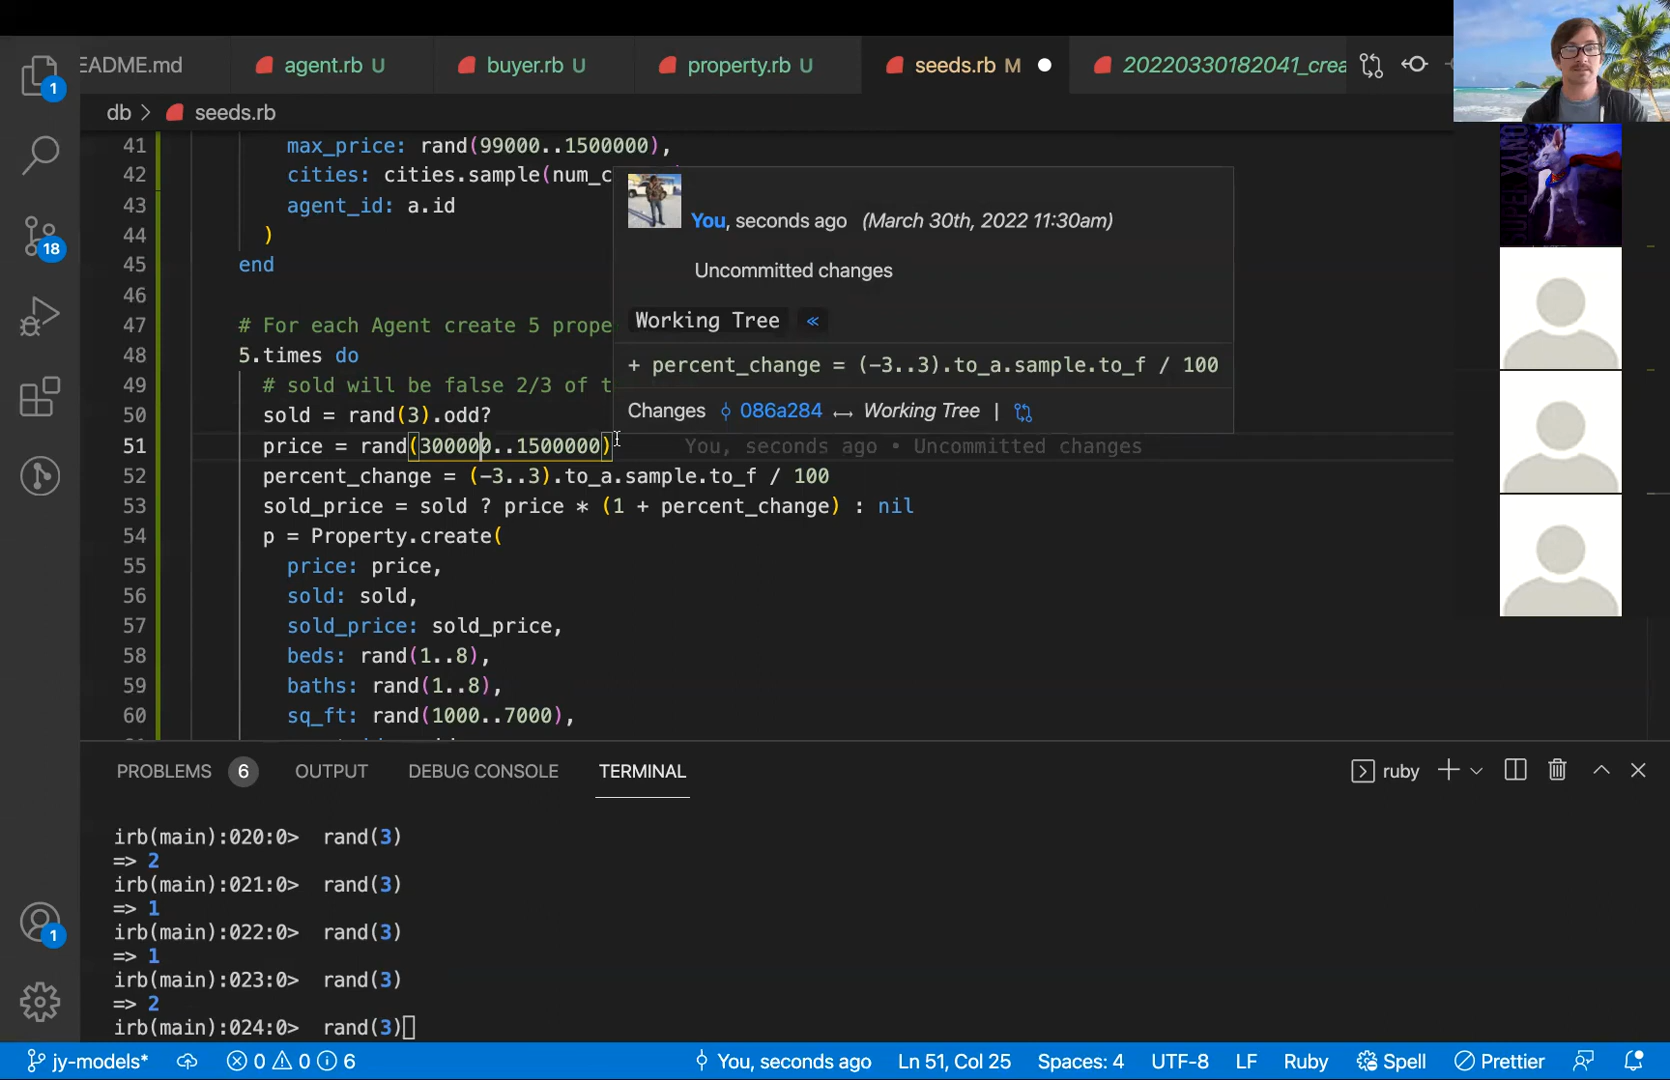 EADME.md
agent.rb U
buyer.rb U
property.rb U
seeds.rb M
20220330182041_crea
db > seeds.rb
41 max_price: rand(99000..1500000),
42 cities: cities.sample(num_c
43 agent_id: a.id
44 )
45 end
46
47 # For each Agent create 5 prope
48 5.times do
49 # sold will be false 2/3 of t
50 sold = rand(3).odd?
51 price = rand(300000..1500000) You, seconds ago • Uncommitted changes
52 percent_change = (-3..3).to_a.sample.to_f / 100
53 sold_price = sold ? price * (1 + percent_change) : nil
54 p = Property.create(
55 price: price,
56 sold: sold,
57 sold_price: sold_price,
58 beds: rand(1..8),
59 baths: rand(1..8),
60 sq_ft: rand(1000..7000),
You, seconds ago (March 30th, 2022 11:30am)
Uncommitted changes
Working Tree «
+ percent_change = (-3..3).to_a.sample.to_f / 100
Changes 086a284 Working Tree |
1
18
1
PROBLEMS 6 OUTPUT DEBUG CONSOLE TERMINAL
ruby
irb(main):020:0> rand(3)
=> 2
irb(main):021:0> rand(3)
=> 1
irb(main):022:0> rand(3)
=> 1
irb(main):023:0> rand(3)
=> 2
irb(main):024:0> rand(3)
jy-models* 0 0 6 You, seconds ago Ln 51, Col 25 Spaces: 4 UTF-8 LF Ruby Spell Prettier